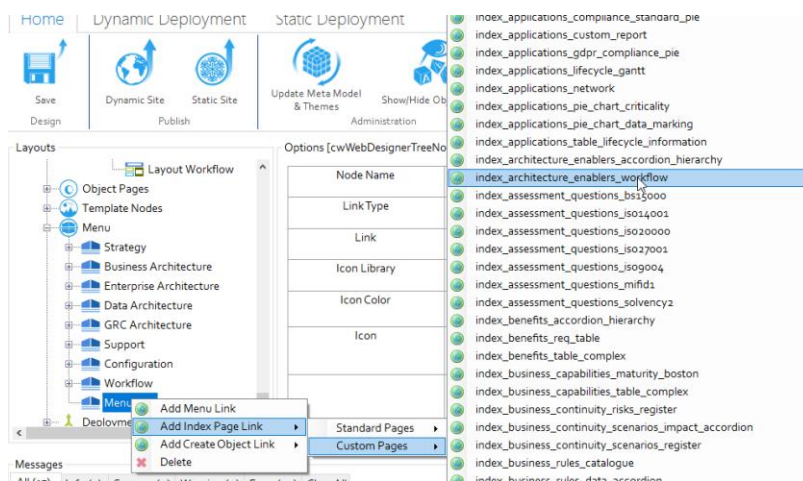 Home Dynamic Deployment Static Deployment
Save
Dynamic Site Static Site
Update Meta Model
& Themes
Show/Hide Ob
Design Publish Administration
Layouts
Layout Workflow
Object Pages
Template Nodes
Menu
Strategy
Business Architecture
Enterprise Architecture
Data Architecture
GRC Architecture
Support
Configuration
Workflow
Menu
Deployme
Messages
Options [cwWebDesignerTreeNo
Node Name
Link Type
Link
Icon Library
Icon Color
Icon
Add Menu Link
Add Index Page Link
Add Create Object Link
Delete
Standard Pages
Custom Pages
index_applications_compliance_standard_pie
index_applications_custom_report
index_applications_gdpr_compliance_pie
index_applications_lifecycle_gantt
index_applications_network
index_applications_pie_chart_criticality
index_applications_pie_chart_data_marking
index_applications_table_lifecycle_information
index_architecture_enablers_accordion_hierarchy
index_architecture_enablers_workflow
index_assessment_questions_bs15000
index_assessment_questions_iso14001
index_assessment_questions_iso20000
index_assessment_questions_iso27001
index_assessment_questions_iso9004
index_assessment_questions_mifid1
index_assessment_questions_solvency2
index_benefits_accordion_hierarchy
index_benefits_req_table
index_benefits_table_complex
index_business_capabilities_maturity_boston
index_business_capabilities_table_complex
index_business_continuity_risks_register
index_business_continuity_scenarios_impact_accordion
index_business_continuity_scenarios_register
index_business_rules_catalogue
index_business_rules_data_accordion